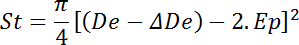 St = π/4 [(De − ΔDe) − 2. Ep]²